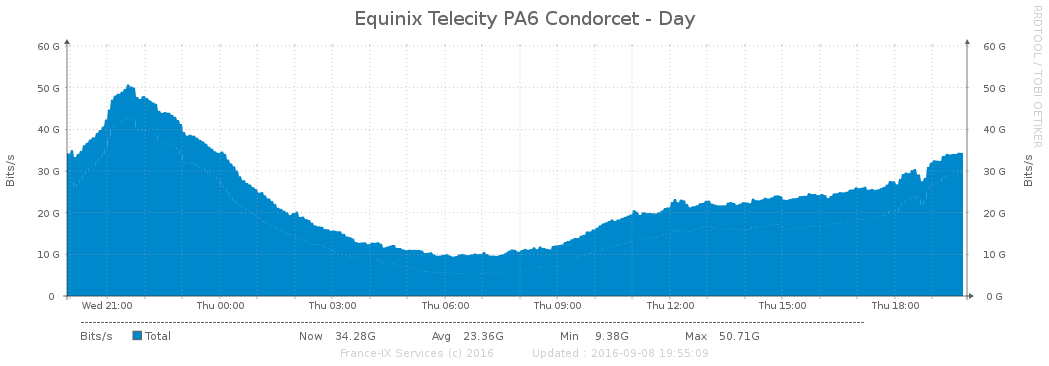 Equinix Telecity PA6 Condorcet - Day
RRDTOOL / TOBI OETIKER
60 G 60 G
50 G 50 G
40 G 40 G
30 G 30 G
20 G 20 G
10 G 10 G
0 0 G
Bits/s Bits/s
Wed 21:00 Thu 00:00 Thu 03:00 Thu 06:00 Thu 09:00 Thu 12:00 Thu 15:00 Thu 18:00
Bits/s Total Now 34.28G Avg 23.36G Min 9.38G Max 50.71G
France-IX Services (c) 2016 Updated : 2016-09-08 19:55:09